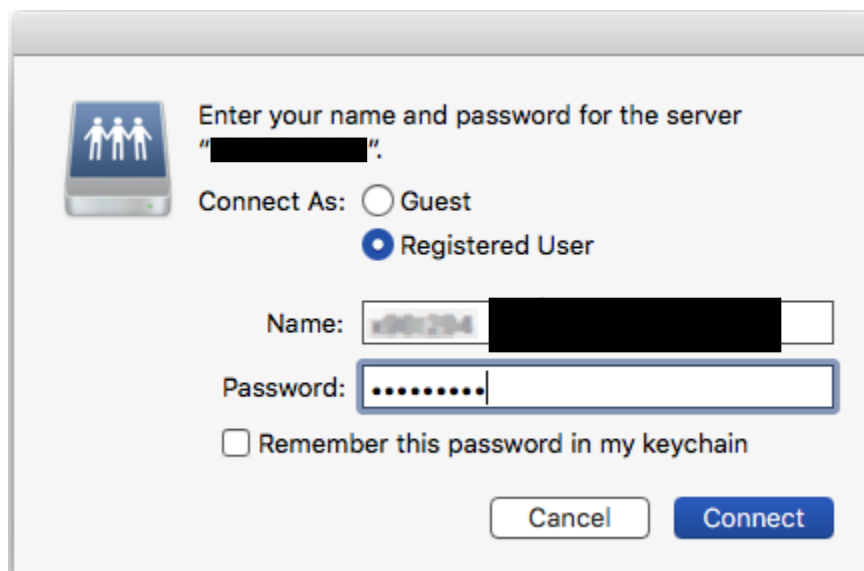 Enter your name and password for the server
“ ”.
Connect As: Guest
Registered User
Name:
Password: •••••••••
Remember this password in my keychain
Cancel Connect